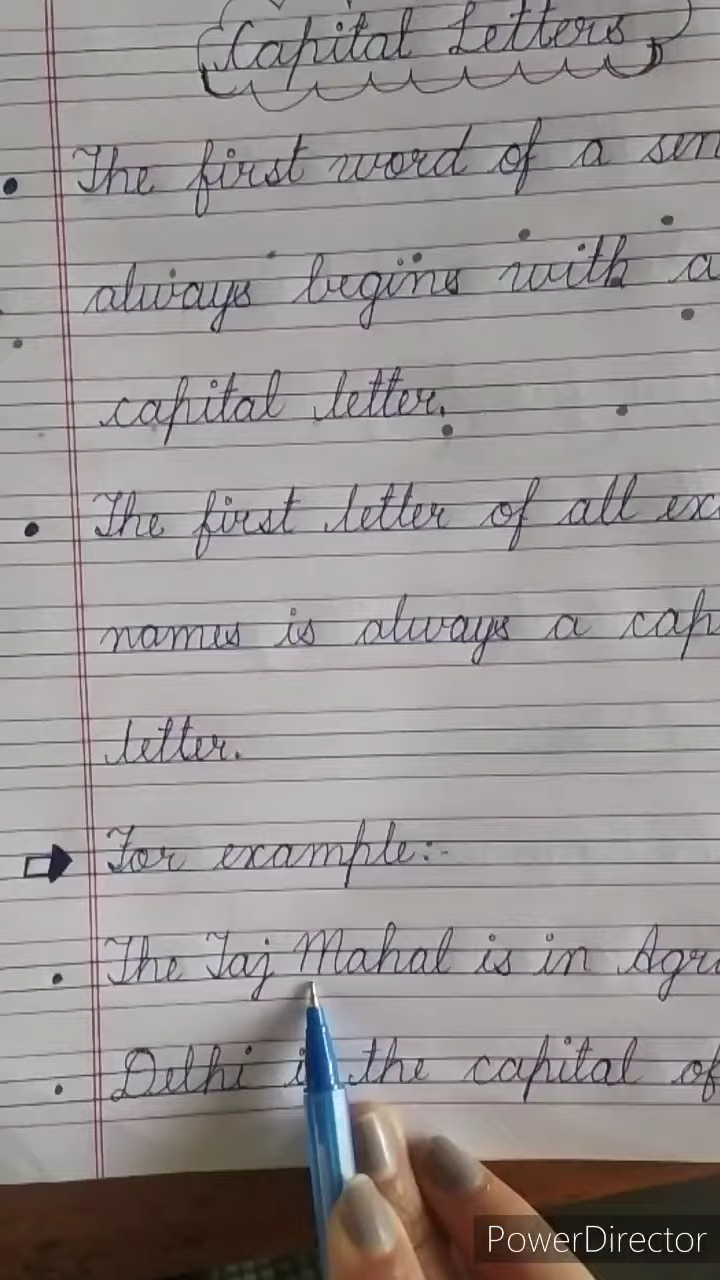 Capital Letters
The first word of a sen
always begins with a
capital letter.
The first letter of all
names is always a cap
letter.
For example:-
The Taj Mahal is in Agr
Delhi is the capital of
PowerDirector